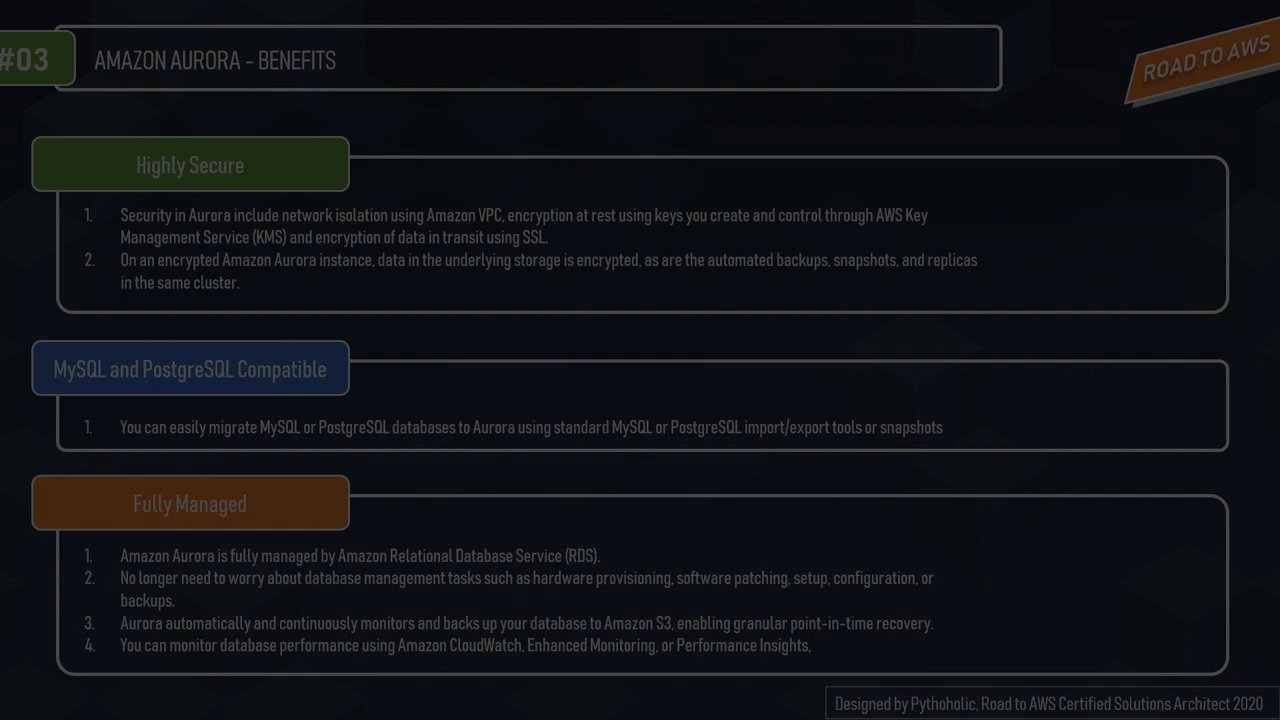 #03
AMAZON AURORA - BENEFITS
ROAD TO AWS
Highly Secure
1. Security in Aurora include network isolation using Amazon VPC, encryption at rest using keys you create and control through AWS Key
Management Service (KMS) and encryption of data in transit using SSL.
2. On an encrypted Amazon Aurora instance, data in the underlying storage is encrypted, as are the automated backups, snapshots, and replicas
in the same cluster.
MySQL and PostgreSQL Compatible
1. You can easily migrate MySQL or PostgreSQL databases to Aurora using standard MySQL or PostgreSQL import/export tools or snapshots
Fully Managed
1. Amazon Aurora is fully managed by Amazon Relational Database Service (RDS).
2. No longer need to worry about database management tasks such as hardware provisioning, software patching, setup, configuration, or
backups.
3. Aurora automatically and continuously monitors and backs up your database to Amazon S3, enabling granular point-in-time recovery.
4. You can monitor database performance using Amazon CloudWatch, Enhanced Monitoring, or Performance Insights,
Designed by Pythoholic, Road to AWS Certified Solutions Architect 2020